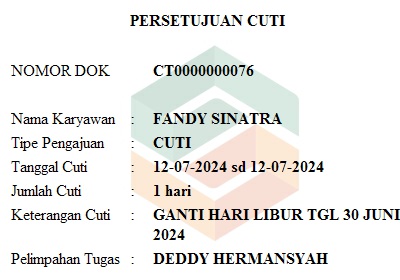 PERSETUJUAN CUTI
NOMOR DOK CT0000000076
Nama Karyawan : FANDY SINATRA
Tipe Pengajuan : CUTI
Tanggal Cuti : 12-07-2024 sd 12-07-2024
Jumlah Cuti : 1 hari
Keterangan Cuti : GANTI HARI LIBUR TGL 30 JUNI
2024
Pelimpahan Tugas : DEDDY HERMANSYAH